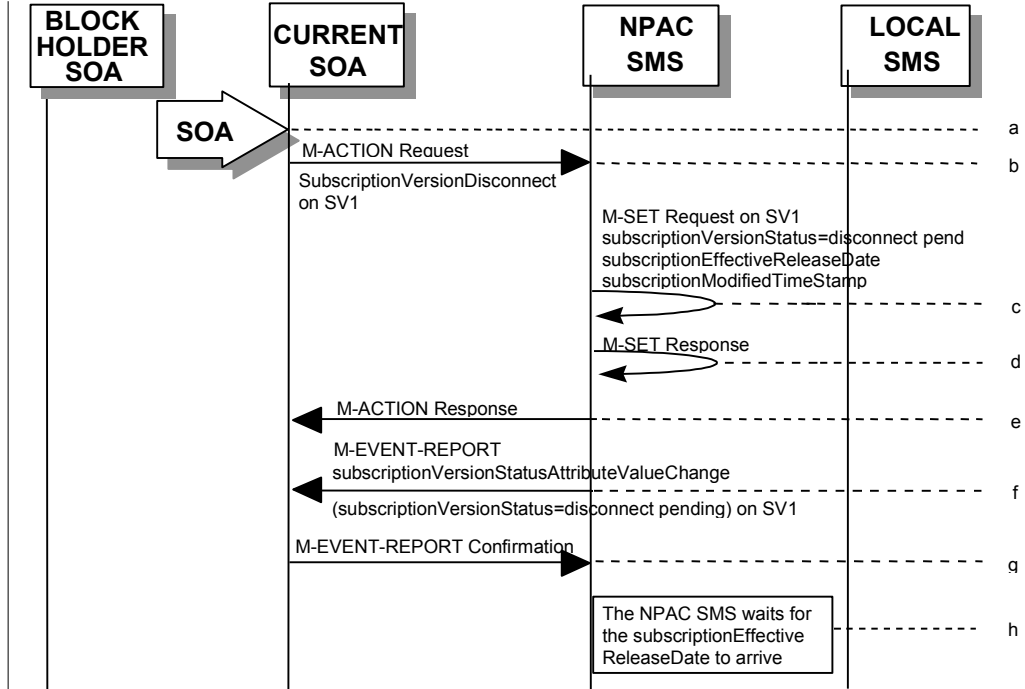 BLOCK
HOLDER
SOA
CURRENT
SOA
NPAC
SMS
LOCAL
SMS
SOA
a
M-ACTION Request
b
SubscriptionVersionDisconnect
on SV1
M-SET Request on SV1
subscriptionVersionStatus=disconnect pend
subscriptionEffectiveReleaseDate
subscriptionModifiedTimeStamp
c
M-SET Response
d
M-ACTION Response
e
M-EVENT-REPORT
subscriptionVersionStatusAttributeValueChange
f
(subscriptionVersionStatus=disconnect pending) on SV1
M-EVENT-REPORT Confirmation
g
The NPAC SMS waits for
the subscriptionEffective
ReleaseDate to arrive
h